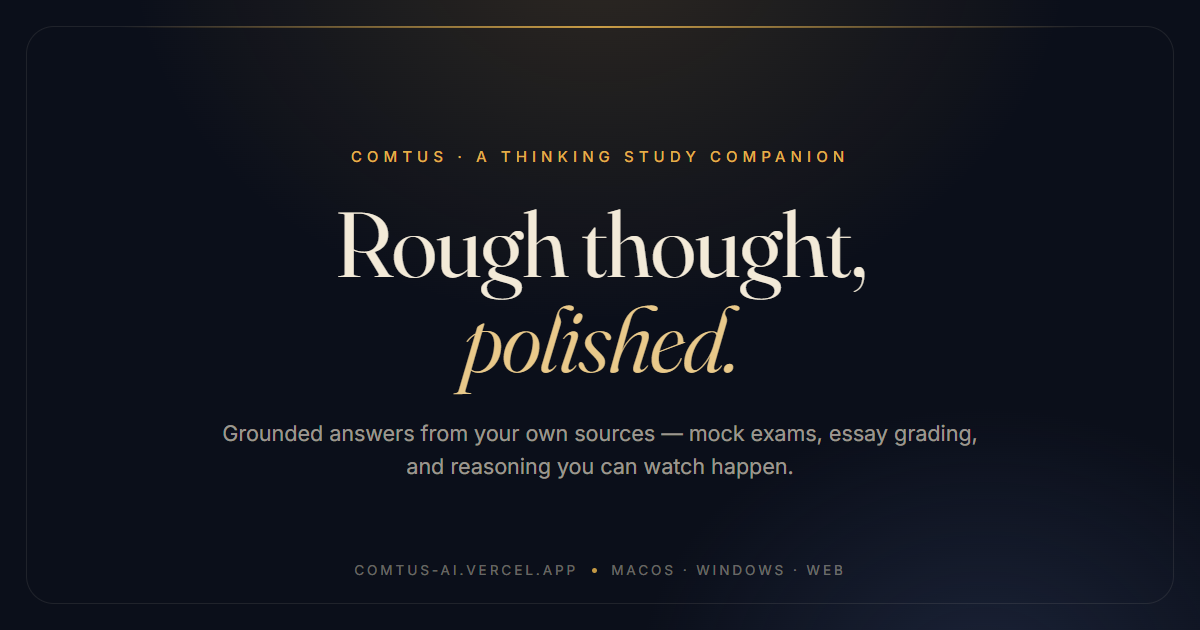 COMTUS · A THINKING STUDY COMPANION
Rough thought,
polished.
Grounded answers from your own sources — mock exams, essay grading,
and reasoning you can watch happen.
COMTUS-AI.VERCEL.APP • MACOS · WINDOWS · WEB